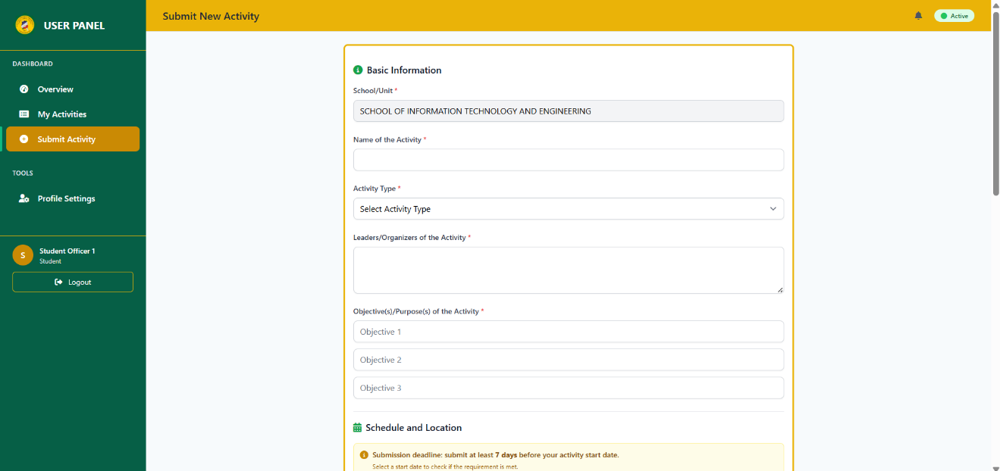 USER PANEL
DASHBOARD
Overview
My Activities
Submit Activity
TOOLS
Profile Settings
S
Student Officer 1
Student
Logout
Submit New Activity
Active
Basic Information
School/Unit *
SCHOOL OF INFORMATION TECHNOLOGY AND ENGINEERING
Name of the Activity *
Activity Type *
Select Activity Type
Leaders/Organizers of the Activity *
Objective(s)/Purpose(s) of the Activity *
Objective 1
Objective 2
Objective 3
Schedule and Location
Submission deadline: submit at least 7 days before your activity start date.
Select a start date to check if the requirement is met.